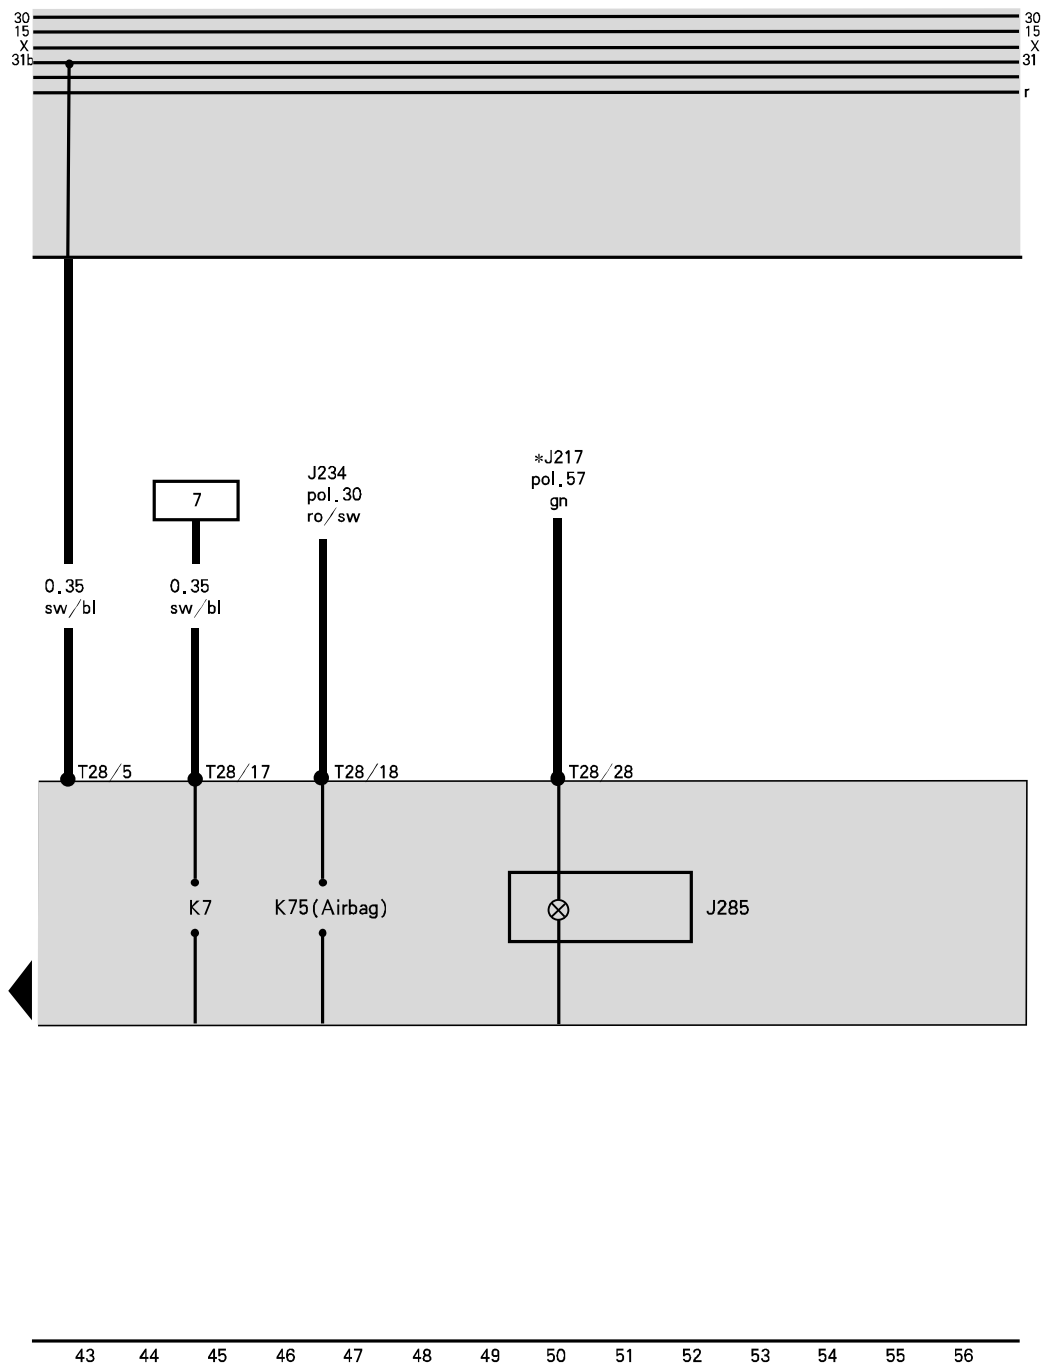 30 30
15 15
X X
31b 31
r
*J217
J234 pol.57
7 pol.30 gn
ro/sw
0.35 0.35
sw/bl sw/bl
T28/5 T28/17 T28/18 T28/28
K7 K75(Airbag) J285
43 44 45 46 47 48 49 50 51 52 53 54 55 56